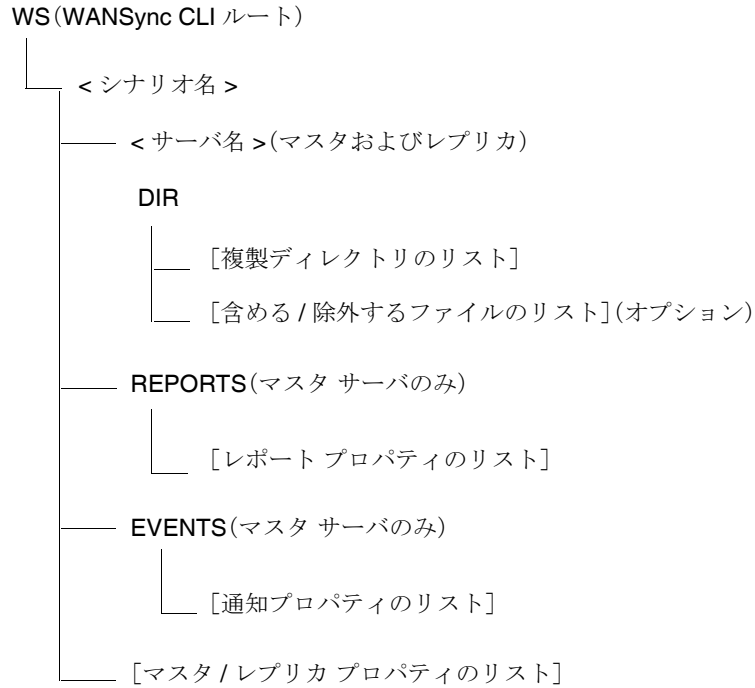 WS（WANSync CLI ルート）
< シナリオ名 >
< サーバ名 >（マスタおよびレプリカ）
DIR
［複製ディレクトリのリスト］
［含める / 除外するファイルのリスト］（オプション）
REPORTS（マスタ サーバのみ）
［レポート プロパティのリスト］
EVENTS（マスタ サーバのみ）
［通知プロパティのリスト］
［マスタ / レプリカ プロパティのリスト］